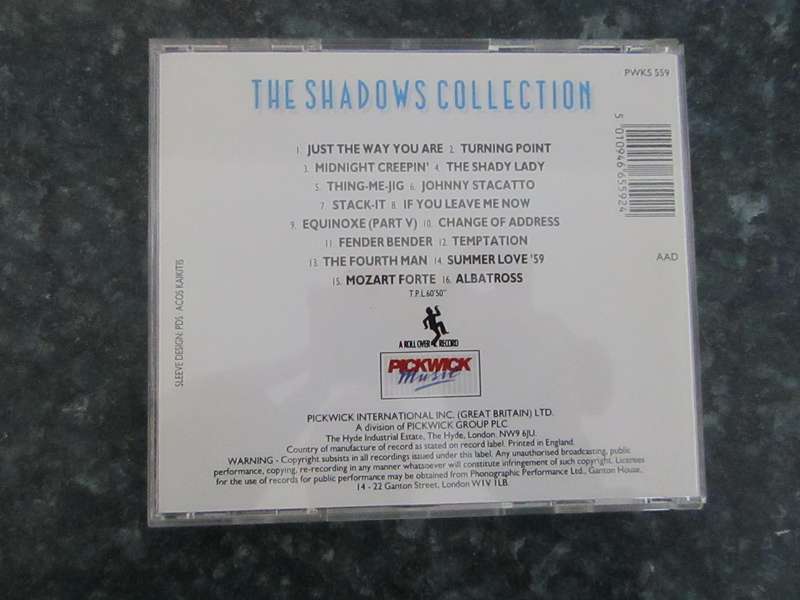 THE SHADOWS COLLECTION
PWKS 559
5 010946 655924
1. JUST THE WAY YOU ARE 2. TURNING POINT
3. MIDNIGHT CREEPIN' 4. THE SHADY LADY
5. THING-ME-JIG 6. JOHNNY STACATTO
7. STACK-IT 8. IF YOU LEAVE ME NOW
9. EQUINOXE (PART V) 10. CHANGE OF ADDRESS
11. FENDER BENDER 12. TEMPTATION
13. THE FOURTH MAN 14. SUMMER LOVE '59
15. MOZART FORTE 16. ALBATROSS
T.P.L.60'50"
AAD
SLEEVE DESIGN: PDS ACOS KAIKITIS
A ROLL OVER RECORD
PICKWICK
Music
PICKWICK INTERNATIONAL INC. (GREAT BRITAIN) LTD.
A division of PICKWICK GROUP PLC
The Hyde Industrial Estate, The Hyde, London. NW9 6JU.
Country of manufacture of record as stated on record label. Printed in England.
WARNING - Copyright subsists in all recordings issued under this label. Any unauthorised broadcasting, public
performance, copying, re-recording in any manner whatsoever will constitute infringement of such copyright. Licenses
for the use of records for public performance may be obtained from Phonographic Performance Ltd., Ganton House,
14 - 22 Ganton Street, London W1V 1LB.